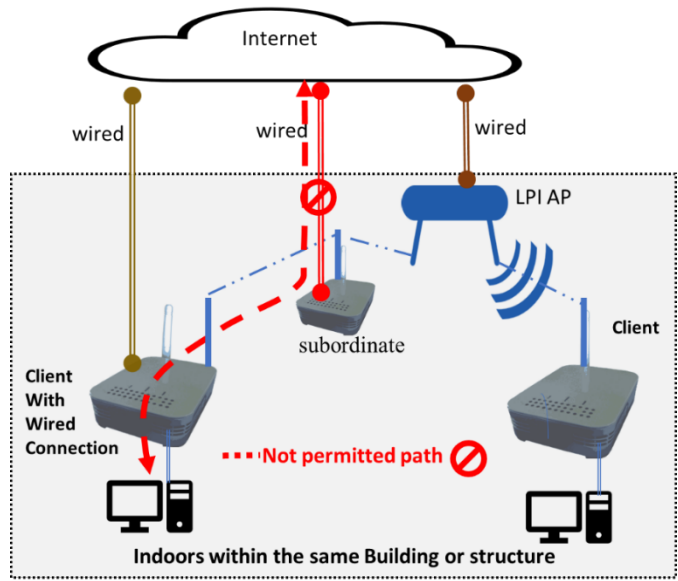 Internet
wired
wired
wired
LPI AP
subordinate
Client
Client
With
Wired
Connection
Not permitted path
Indoors within the same Building or structure